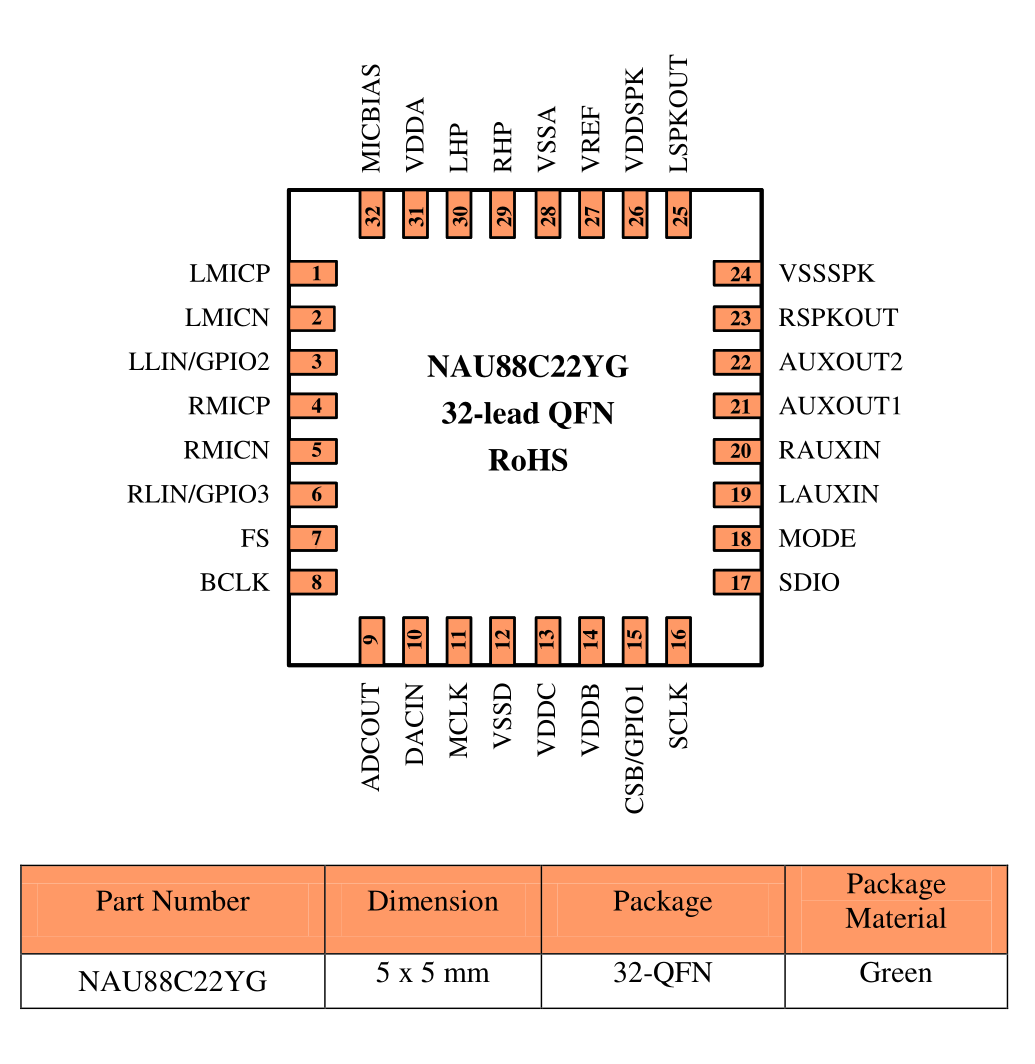 MICBIAS
VDDA
LHP
RHP
VSSA
VREF
VDDSPK
LSPKOUT
32
31
30
29
28
27
26
25
LMICP 1
24 VSSSPK
LMICN 2
23 RSPKOUT
LLIN/GPIO2 3
22 AUXOUT2
RMICP 4
21 AUXOUT1
RMICN 5
20 RAUXIN
RLIN/GPIO3 6
19 LAUXIN
FS 7
18 MODE
BCLK 8
17 SDIO
NAU88C22YG
32-lead QFN
RoHS
9
10
11
12
13
14
15
16
ADCOUT
DACIN
MCLK
VSSD
VDDC
VDDB
CSB/GPIO1
SCLK
Part Number
Dimension
Package
Package
Material
NAU88C22YG
5 x 5 mm
32-QFN
Green